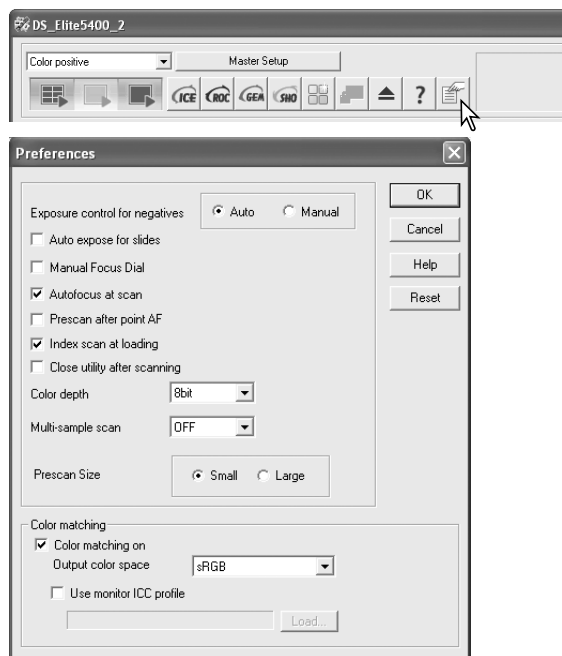 DS_Elite5400_2
Color positive Master Setup
ICE ROC GEM SHO ?
Preferences
Exposure control for negatives Auto Manual OK
Auto expose for slides Cancel
Manual Focus Dial Help
Autofocus at scan Reset
Prescan after point AF
Index scan at loading
Close utility after scanning
Color depth 8bit
Multi-sample scan OFF
Prescan Size Small Large
Color matching
Color matching on
Output color space sRGB
Use monitor ICC profile
Load...